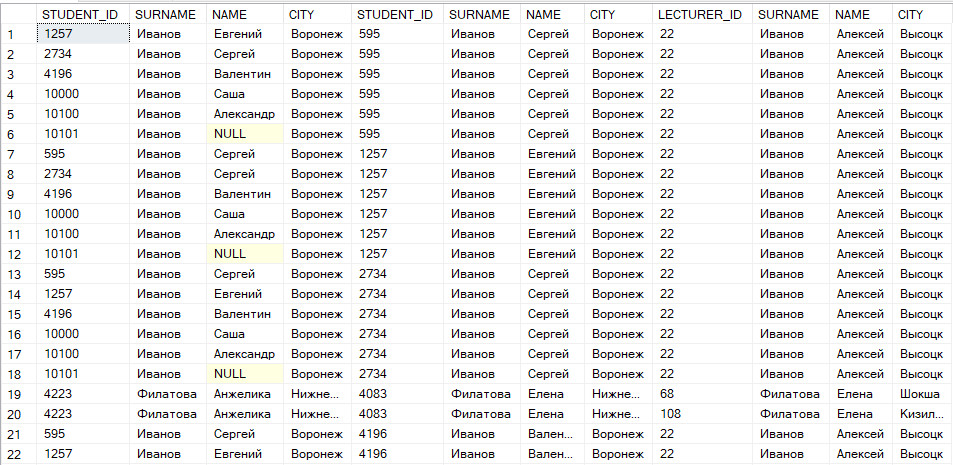 STUDENT_ID SURNAME NAME CITY STUDENT_ID SURNAME NAME CITY LECTURER_ID SURNAME NAME CITY
1 1257 Иванов Евгений Воронеж 595 Иванов Сергей Воронеж 22 Иванов Алексей Высоцк
2 2734 Иванов Сергей Воронеж 595 Иванов Сергей Воронеж 22 Иванов Алексей Высоцк
3 4196 Иванов Валентин Воронеж 595 Иванов Сергей Воронеж 22 Иванов Алексей Высоцк
4 10000 Иванов Саша Воронеж 595 Иванов Сергей Воронеж 22 Иванов Алексей Высоцк
5 10100 Иванов Александр Воронеж 595 Иванов Сергей Воронеж 22 Иванов Алексей Высоцк
6 10101 Иванов NULL Воронеж 595 Иванов Сергей Воронеж 22 Иванов Алексей Высоцк
7 595 Иванов Сергей Воронеж 1257 Иванов Евгений Воронеж 22 Иванов Алексей Высоцк
8 2734 Иванов Сергей Воронеж 1257 Иванов Евгений Воронеж 22 Иванов Алексей Высоцк
9 4196 Иванов Валентин Воронеж 1257 Иванов Евгений Воронеж 22 Иванов Алексей Высоцк
10 10000 Иванов Саша Воронеж 1257 Иванов Евгений Воронеж 22 Иванов Алексей Высоцк
11 10100 Иванов Александр Воронеж 1257 Иванов Евгений Воронеж 22 Иванов Алексей Высоцк
12 10101 Иванов NULL Воронеж 1257 Иванов Евгений Воронеж 22 Иванов Алексей Высоцк
13 595 Иванов Сергей Воронеж 2734 Иванов Сергей Воронеж 22 Иванов Алексей Высоцк
14 1257 Иванов Евгений Воронеж 2734 Иванов Сергей Воронеж 22 Иванов Алексей Высоцк
15 4196 Иванов Валентин Воронеж 2734 Иванов Сергей Воронеж 22 Иванов Алексей Высоцк
16 10000 Иванов Саша Воронеж 2734 Иванов Сергей Воронеж 22 Иванов Алексей Высоцк
17 10100 Иванов Александр Воронеж 2734 Иванов Сергей Воронеж 22 Иванов Алексей Высоцк
18 10101 Иванов NULL Воронеж 2734 Иванов Сергей Воронеж 22 Иванов Алексей Высоцк
19 4223 Филатова Анжелика Нижне... 4083 Филатова Елена Нижне... 68 Филатова Елена Шокша
20 4223 Филатова Анжелика Нижне... 4083 Филатова Елена Нижне... 108 Филатова Елена Кизил...
21 595 Иванов Сергей Воронеж 4196 Иванов Вален... Воронеж 22 Иванов Алексей Высоцк
22 1257 Иванов Евгений Воронеж 4196 Иванов Вален... Воронеж 22 Иванов Алексей Высоцк